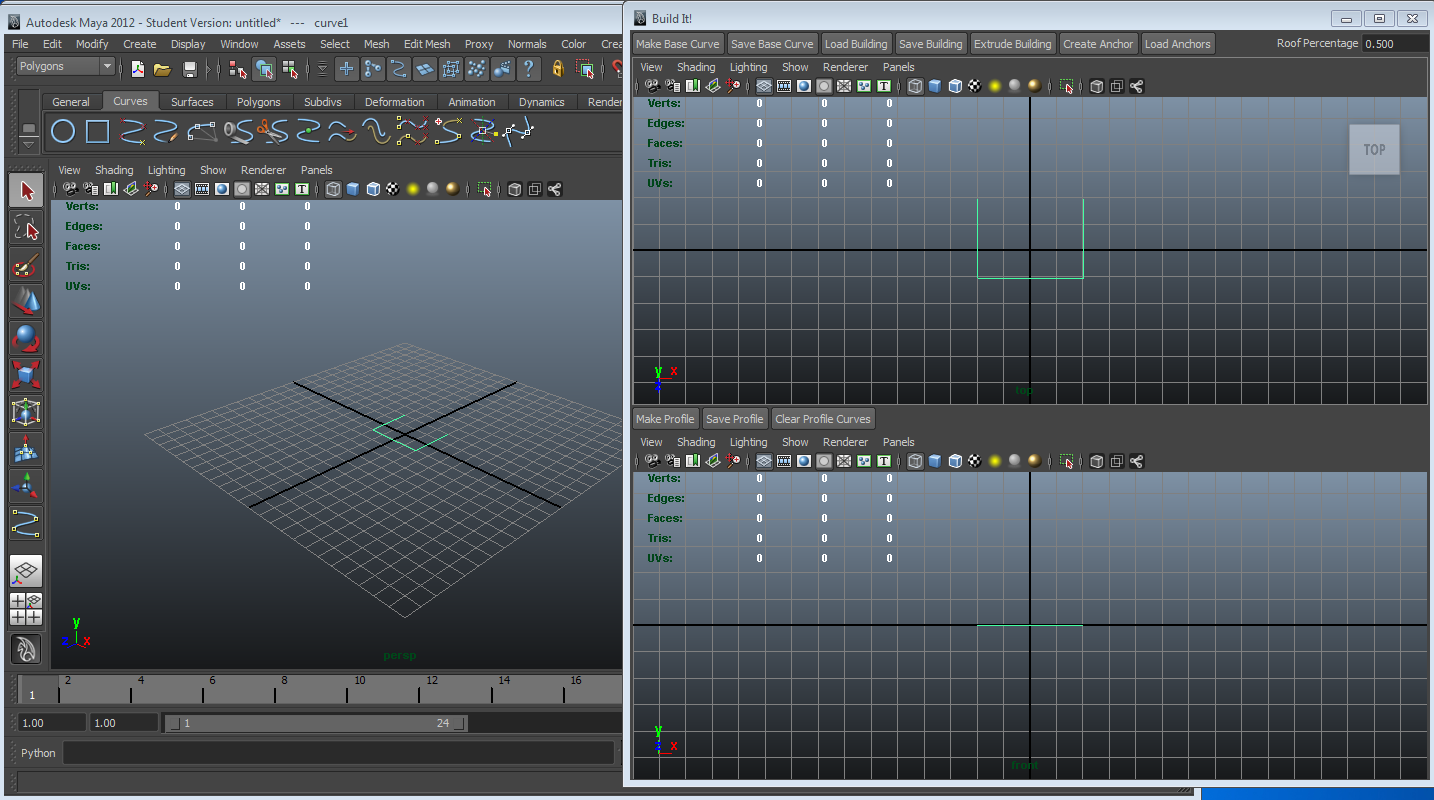 Autodesk Maya 2012 - Student Version: untitled*   ---   curve1
File Edit Modify Create Display Window Assets Select Mesh Edit Mesh Proxy Normals Color Crea
Polygons
General Curves Surfaces Polygons Subdivs Deformation Animation Dynamics Render
View Shading Lighting Show Renderer Panels
Verts: 0 0 0
Edges: 0 0 0
Faces: 0 0 0
Tris: 0 0 0
UVs: 0 0 0
y
z x
persp
2 4 6 8 10 12 14 16
1
1.00 1.00 1 24
Python
Build It!
Make Base Curve Save Base Curve Load Building Save Building Extrude Building Create Anchor Load Anchors Roof Percentage 0.500
View Shading Lighting Show Renderer Panels
Verts: 0 0 0
Edges: 0 0 0
Faces: 0 0 0
Tris: 0 0 0
UVs: 0 0 0
TOP
y x
z
top
Make Profile Save Profile Clear Profile Curves
View Shading Lighting Show Renderer Panels
Verts: 0 0 0
Edges: 0 0 0
Faces: 0 0 0
Tris: 0 0 0
UVs: 0 0 0
y
z x
front